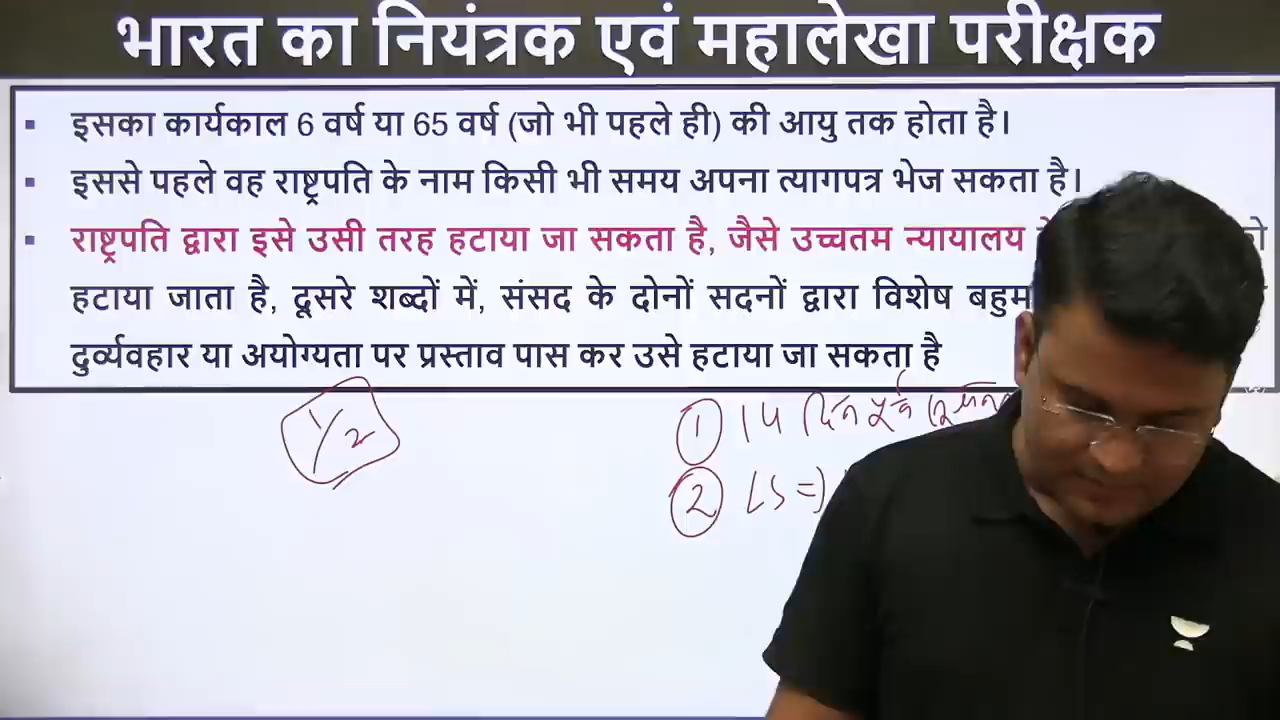 भारत का नियंत्रक एवं महालेखा परीक्षक
▪ इसका कार्यकाल 6 वर्ष या 65 वर्ष (जो भी पहले ही) की आयु तक होता है।
▪ इससे पहले वह राष्ट्रपति के नाम किसी भी समय अपना त्यागपत्र भेज सकता है।
▪ राष्ट्रपति द्वारा इसे उसी तरह हटाया जा सकता है, जैसे उच्चतम न्यायालय
हटाया जाता है, दूसरे शब्दों में, संसद के दोनों सदनों द्वारा विशेष
दुर्व्यवहार या अयोग्यता पर प्रस्ताव पास कर उसे हटाया जा सकता है
1/2
① 14 दिन पूर्व
② LS =)